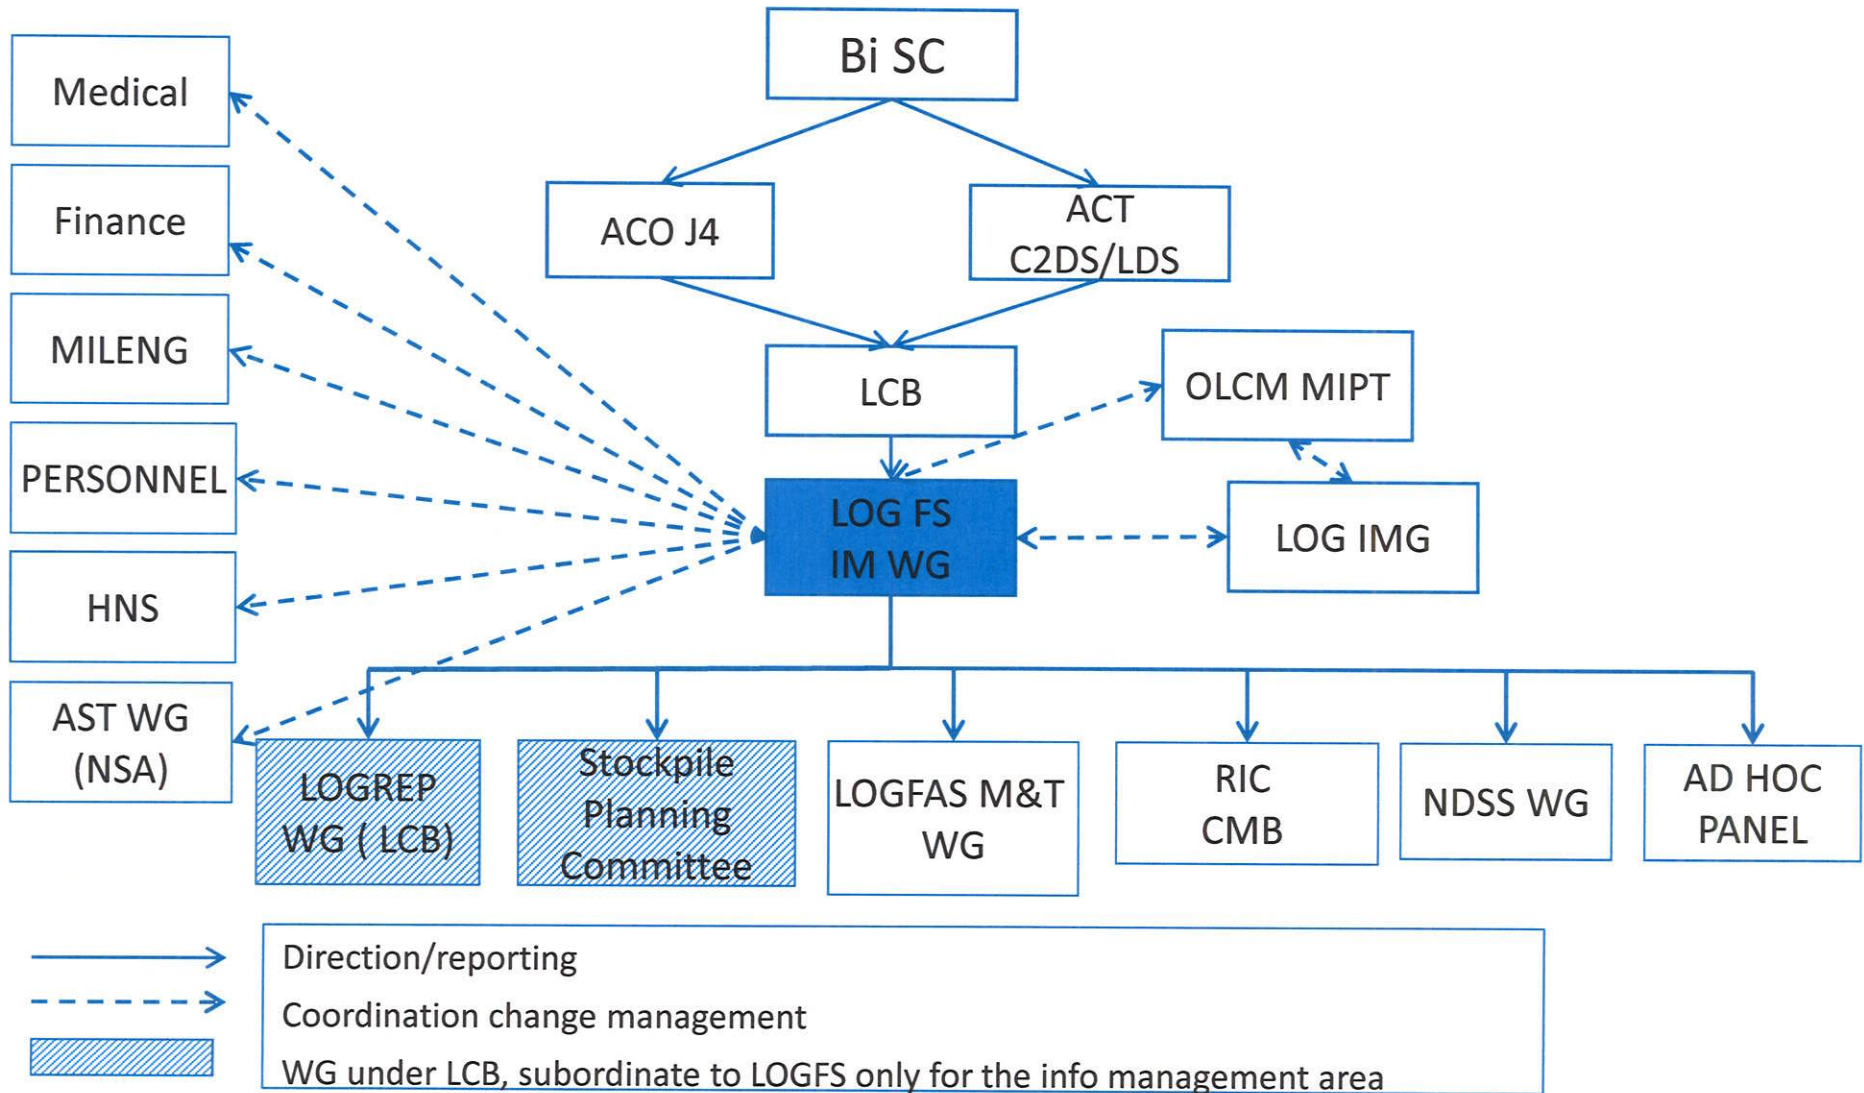 Bi SC
Medical
Finance
MILENG
PERSONNEL
HNS
AST WG
(NSA)
ACO J4
ACT
C2DS/LDS
LCB
OLCM MIPT
LOG FS
IM WG
LOG IMG
LOGREP
WG ( LCB)
Stockpile
Planning
Committee
LOGFAS M&T
WG
RIC
CMB
NDSS WG
AD HOC
PANEL
Direction/reporting
Coordination change management
WG under LCB, subordinate to LOGFS only for the info management area